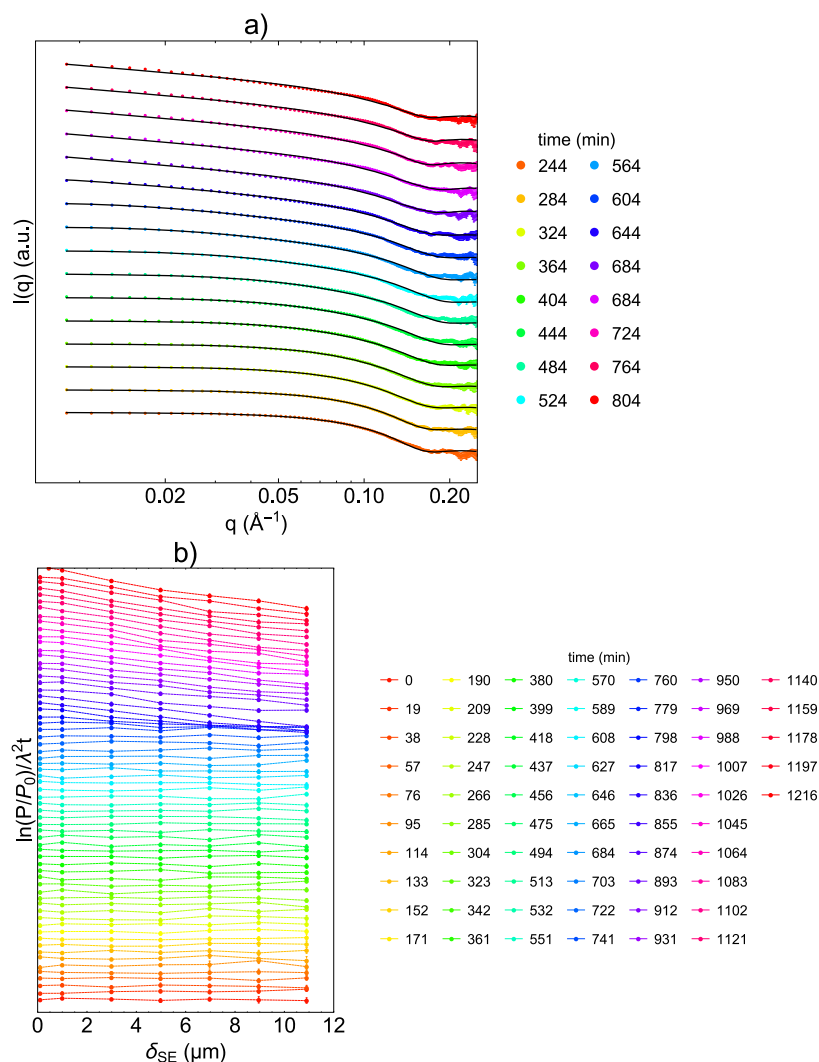 a)
I(q) (a.u.)
0.02 0.05 0.10 0.20
q (Å⁻¹)
time (min)
244 564
284 604
324 644
364 684
404 684
444 724
484 764
524 804
b)
ln(P/P₀)/λ²t
0 2 4 6 8 10 12
δSE (μm)
time (min)
0 190 380 570 760 950 1140
19 209 399 589 779 969 1159
38 228 418 608 798 988 1178
57 247 437 627 817 1007 1197
76 266 456 646 836 1026 1216
95 285 475 665 855 1045
114 304 494 684 874 1064
133 323 513 703 893 1083
152 342 532 722 912 1102
171 361 551 741 931 1121